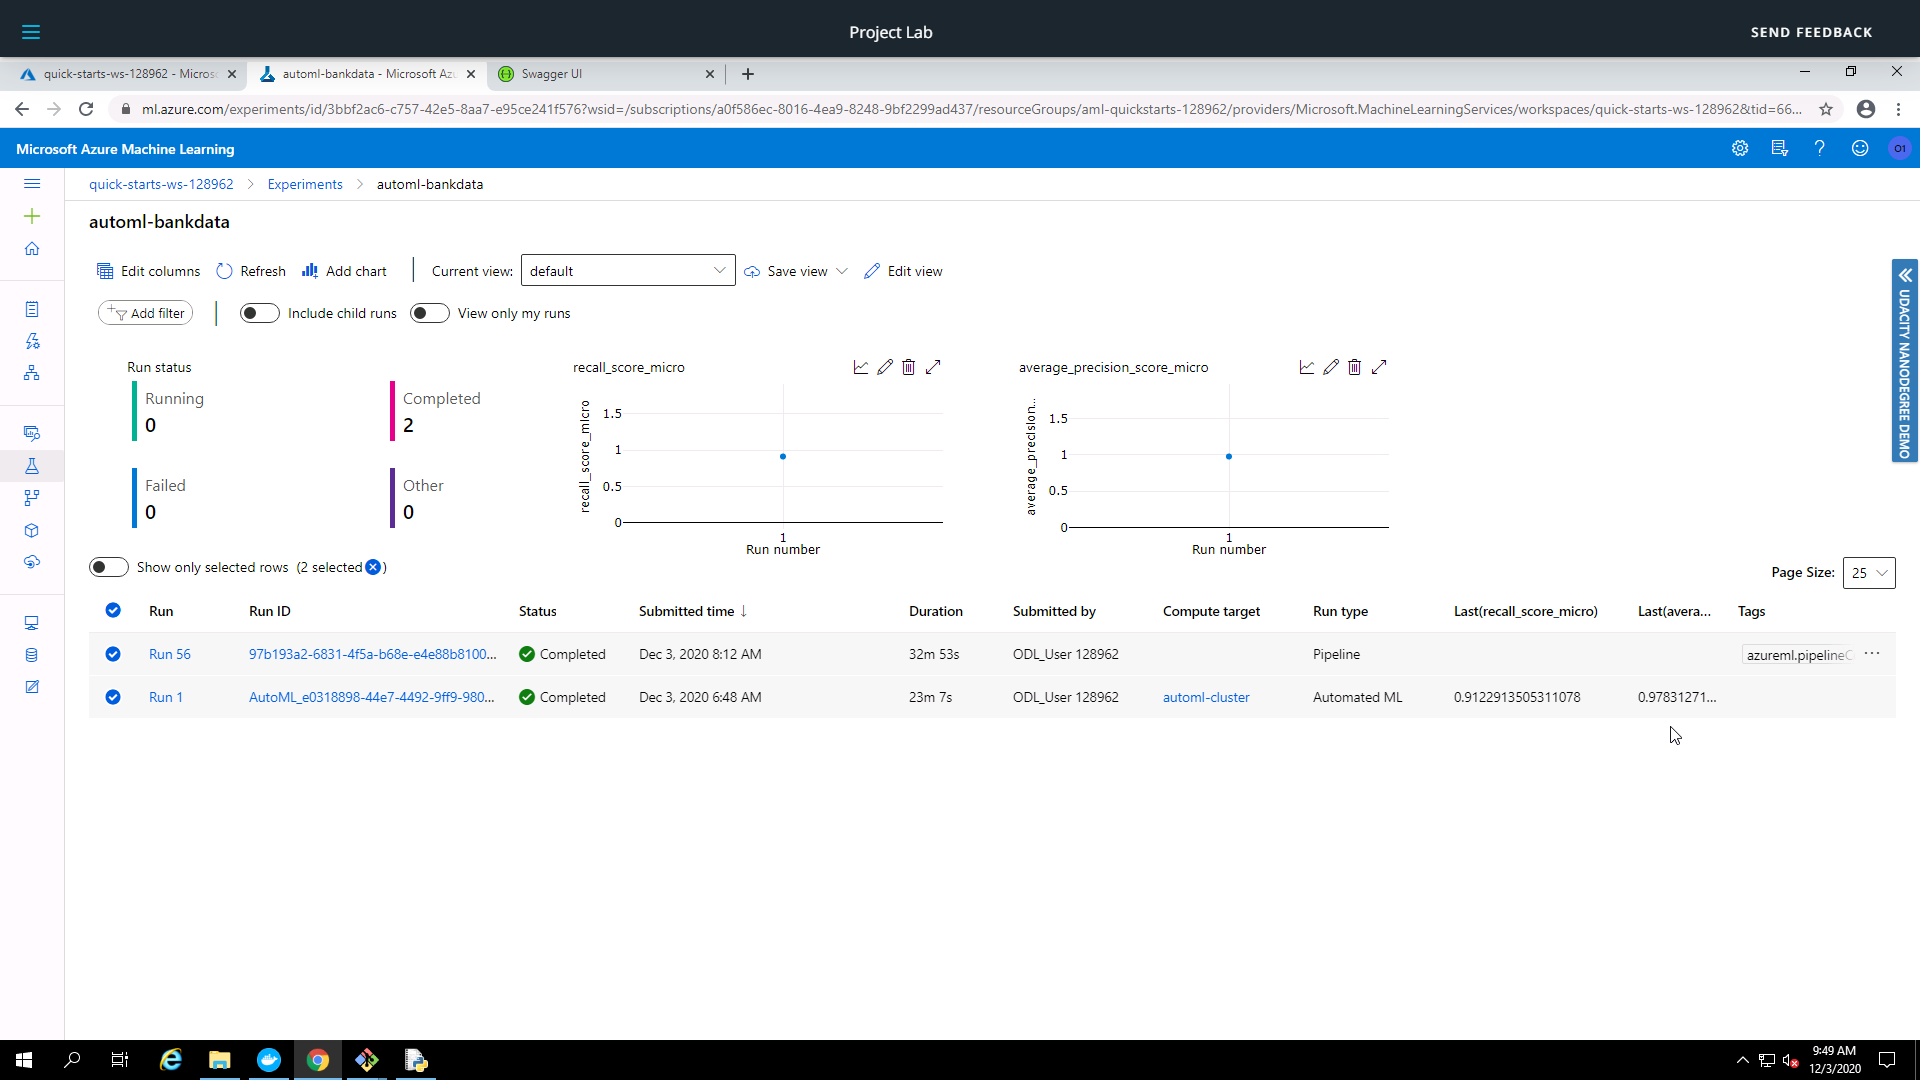 Project Lab
SEND FEEDBACK
quick-starts-ws-128962 - Micros
automl-bankdata - Microsoft Az
Swagger UI
ml.azure.com/experiments/id/3bbf2ac6-c757-42e5-8aa7-e95ce241f576?wsid=/subscriptions/a0f586ec-8016-4ea9-8248-9bf2299ad437/resourceGroups/aml-quickstarts-128962/providers/Microsoft.MachineLearningServices/workspaces/quick-starts-ws-128962&tid=66...
Microsoft Azure Machine Learning
O1
quick-starts-ws-128962 > Experiments > automl-bankdata
automl-bankdata
Edit columns Refresh Add chart Current view: default Save view Edit view
Add filter Include child runs View only my runs
UDACITY NANODEGREE DEMO
Run status
Running
0
Completed
2
Failed
0
Other
0
recall_score_micro
recall_score_micro
1.5
1
0.5
0
1
Run number
average_precision_score_micro
average_precision...
1.5
1
0.5
0
1
Run number
Show only selected rows (2 selected )
Page Size: 25
Run Run ID Status Submitted time ↓ Duration Submitted by Compute target Run type Last(recall_score_micro) Last(avera... Tags
Run 56 97b193a2-6831-4f5a-b68e-e4e88b8100... Completed Dec 3, 2020 8:12 AM 32m 53s ODL_User 128962 Pipeline azureml.pipelineC ...
Run 1 AutoML_e0318898-44e7-4492-9ff9-980... Completed Dec 3, 2020 6:48 AM 23m 7s ODL_User 128962 automl-cluster Automated ML 0.9122913505311078 0.97831271...
9:49 AM
12/3/2020